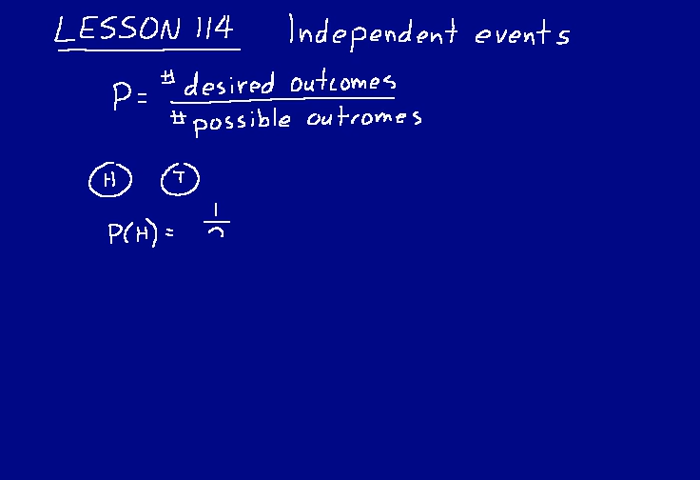 LESSON 114 Independent events
P = # desired outcomes
# possible outromes
H T
P(H) = 1